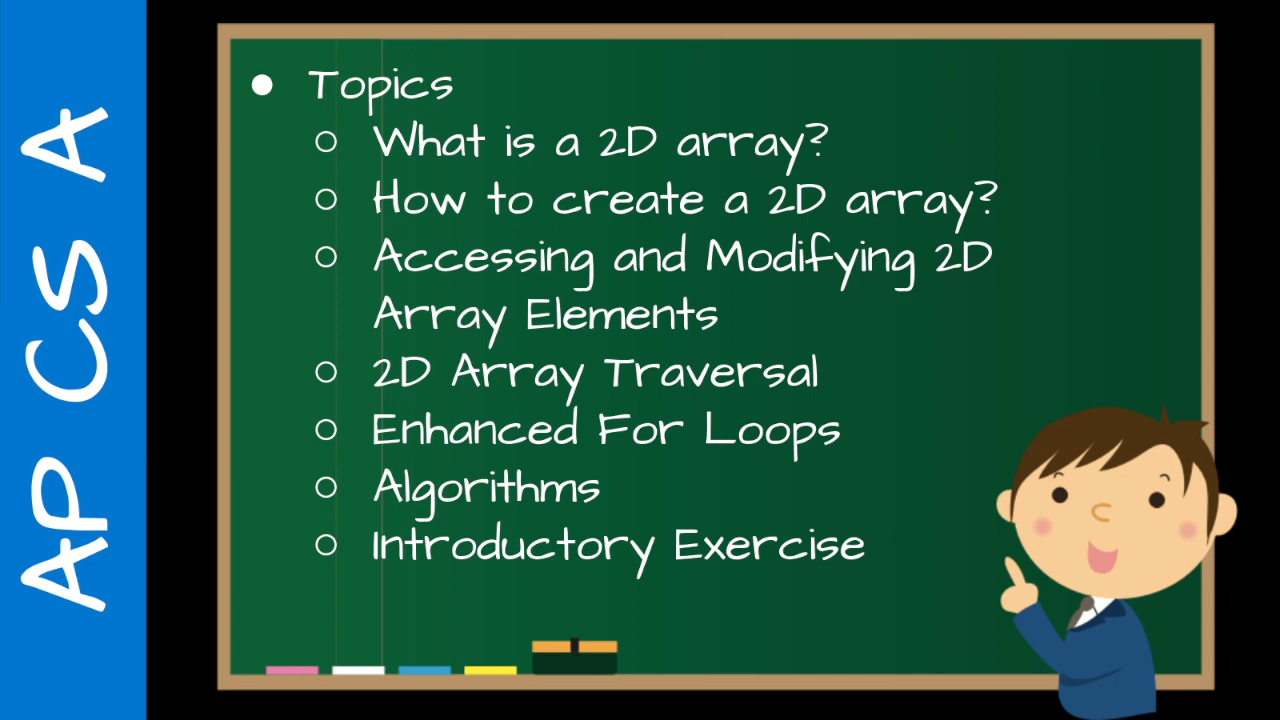 AP CS A
● Topics
○ What is a 2D array?
○ How to create a 2D array?
○ Accessing and Modifying 2D
Array Elements
○ 2D Array Traversal
○ Enhanced For Loops
○ Algorithms
○ Introductory Exercise